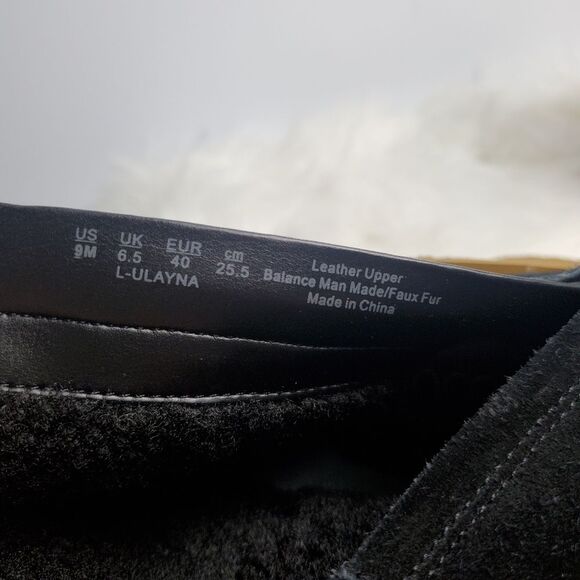 US UK EUR cm
9M 6.5 40 25.5
L-ULAYNA
Leather Upper
Balance Man Made/Faux Fur
Made in China